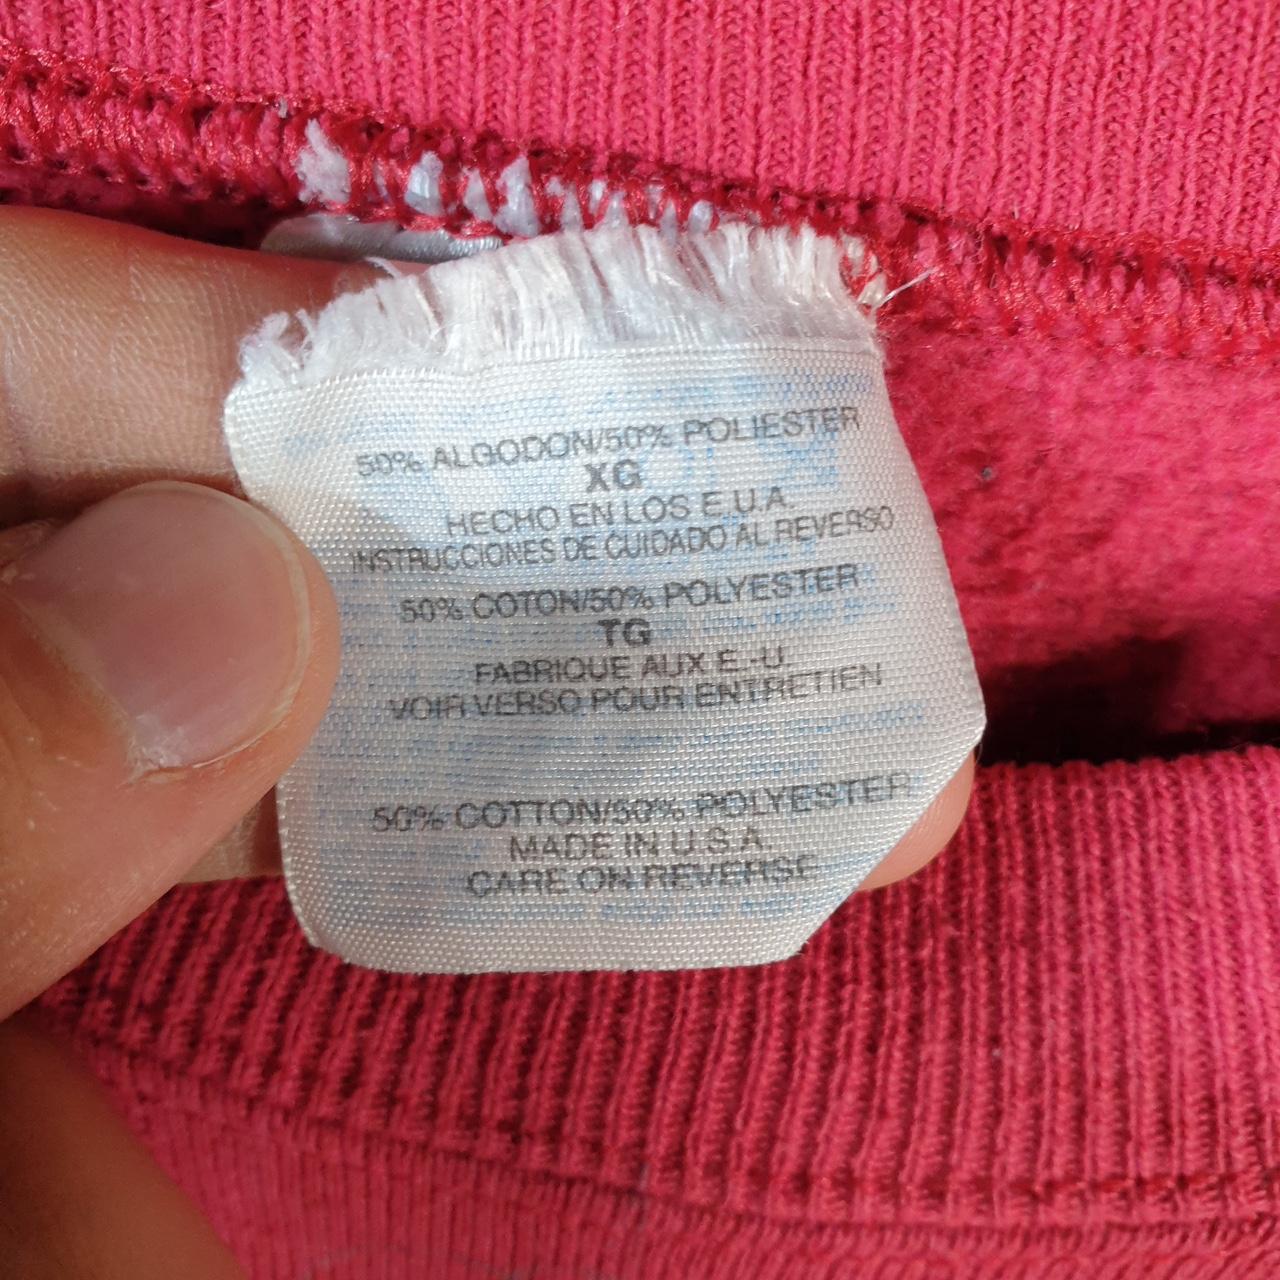 50% ALGODON/50% POLIESTER
XG
HECHO EN LOS E.U.A.
INSTRUCCIONES DE CUIDADO AL REVERSO
50% COTON/50% POLYESTER
TG
FABRIQUE AUX E.-U.
VOIR VERSO POUR ENTRETIEN
50% COTTON/50% POLYESTER
MADE IN U.S.A.
CARE ON REVERSE